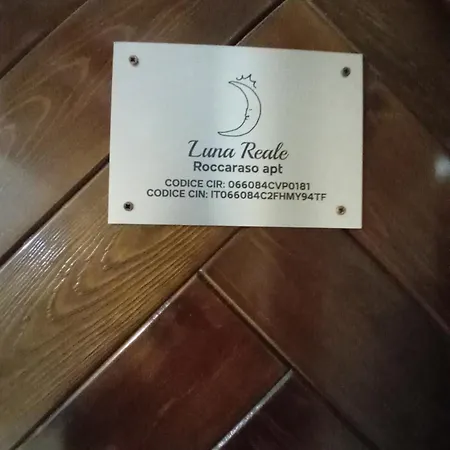 Luna Reale
Roccaraso apt
CODICE CIR: 066084CVP0181
CODICE CIN: IT066084C2FHMY94TF